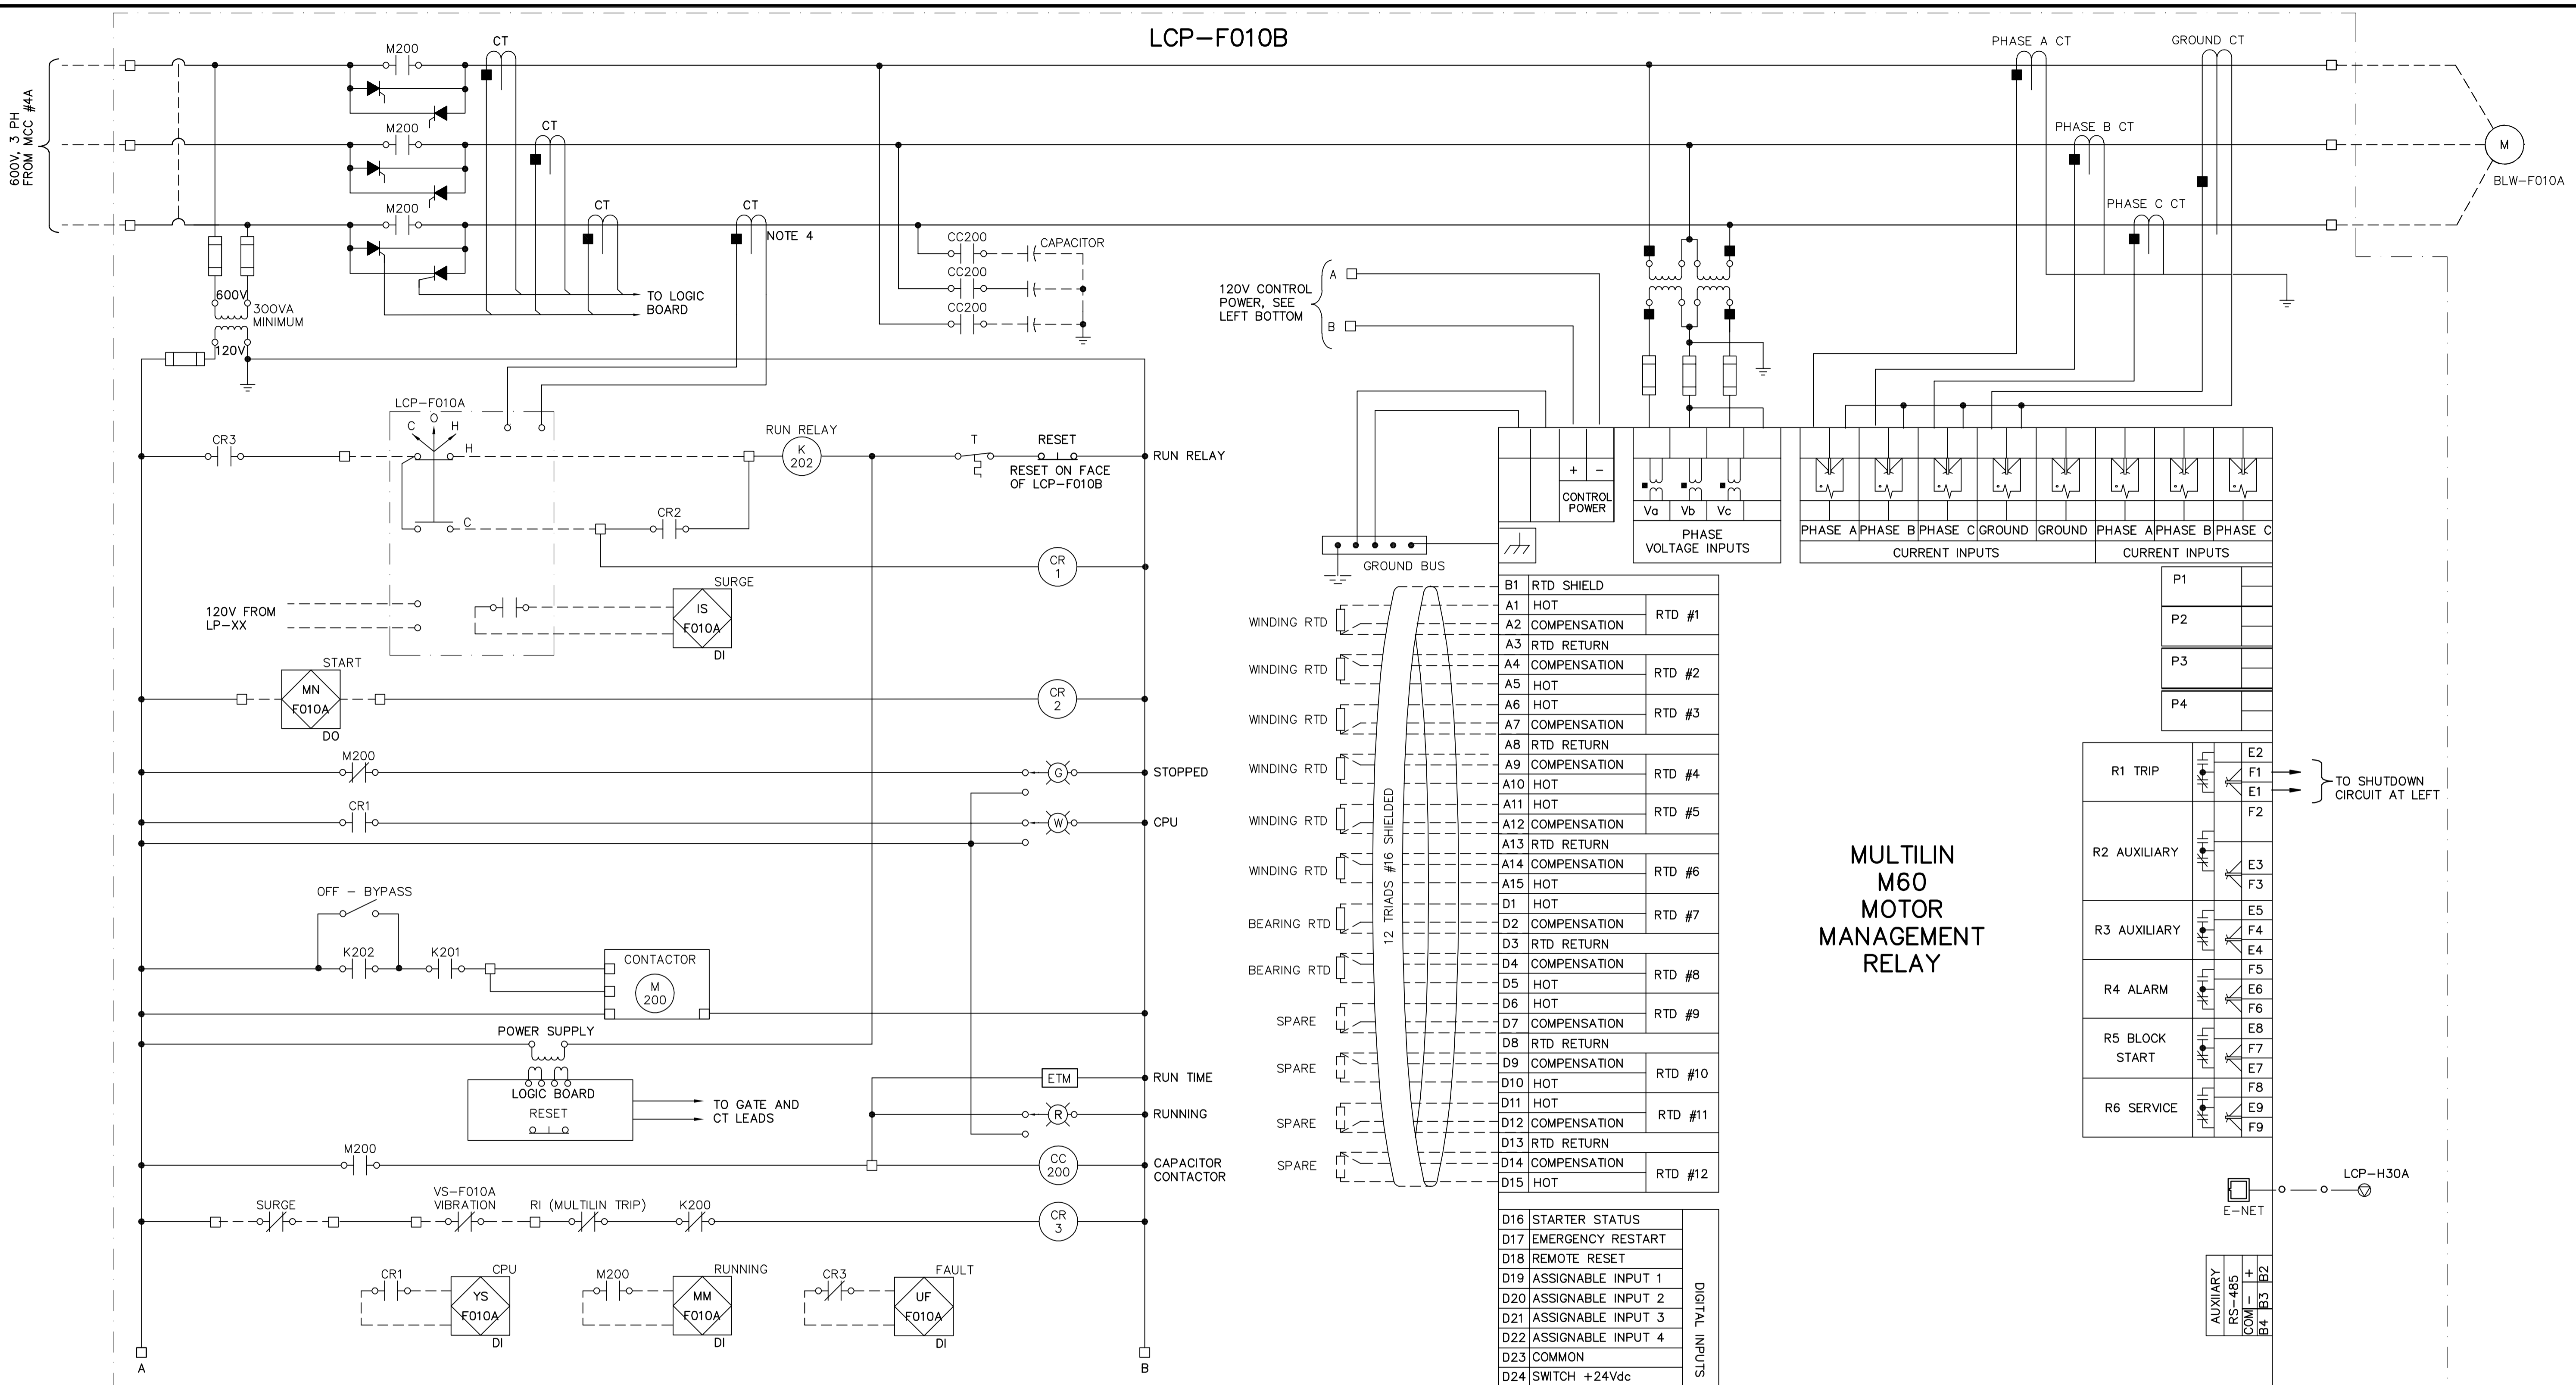 LCP-F010B
600V, 3 PH
FROM MCC #4A
M200
M200
M200
CT
CT
CT
CT
NOTE 4
TO LOGIC
BOARD
600V
300VA
MINIMUM
120V
CC200
CC200
CC200
CAPACITOR
120V CONTROL
POWER, SEE
LEFT BOTTOM
A
B
PHASE A CT
GROUND CT
PHASE B CT
PHASE C CT
M
BLW-F010A
LCP-F010A
C
O
H
H
C
CR3
RUN RELAY
K
202
T
RESET
RESET ON FACE
OF LCP-F010B
RUN RELAY
CR2
CR
1
120V FROM
LP-XX
SURGE
IS
F010A
DI
START
MN
F010A
DO
CR
2
M200
G
STOPPED
CR1
W
CPU
OFF - BYPASS
K202
K201
CONTACTOR
M
200
POWER SUPPLY
LOGIC BOARD
RESET
TO GATE AND
CT LEADS
ETM
RUN TIME
R
RUNNING
M200
CC
200
CAPACITOR
CONTACTOR
SURGE
VS-F010A
VIBRATION
RI (MULTILIN TRIP)
K200
CR
3
CR1
CPU
YS
F010A
DI
M200
RUNNING
MM
F010A
DI
CR3
FAULT
UF
F010A
DI
A
B
+ -
CONTROL
POWER
Va Vb Vc
PHASE
VOLTAGE INPUTS
PHASE A PHASE B PHASE C GROUND GROUND PHASE A PHASE B PHASE C
CURRENT INPUTS
CURRENT INPUTS
GROUND BUS
12 TRIADS #16 SHIELDED
WINDING RTD
WINDING RTD
WINDING RTD
WINDING RTD
WINDING RTD
WINDING RTD
BEARING RTD
BEARING RTD
SPARE
SPARE
SPARE
SPARE
B1 RTD SHIELD
A1 HOT
A2 COMPENSATION
RTD #1
A3 RTD RETURN
A4 COMPENSATION
A5 HOT
RTD #2
A6 HOT
A7 COMPENSATION
RTD #3
A8 RTD RETURN
A9 COMPENSATION
A10 HOT
RTD #4
A11 HOT
A12 COMPENSATION
RTD #5
A13 RTD RETURN
A14 COMPENSATION
A15 HOT
RTD #6
D1 HOT
D2 COMPENSATION
RTD #7
D3 RTD RETURN
D4 COMPENSATION
D5 HOT
RTD #8
D6 HOT
D7 COMPENSATION
RTD #9
D8 RTD RETURN
D9 COMPENSATION
D10 HOT
RTD #10
D11 HOT
D12 COMPENSATION
RTD #11
D13 RTD RETURN
D14 COMPENSATION
D15 HOT
RTD #12
D16 STARTER STATUS
D17 EMERGENCY RESTART
D18 REMOTE RESET
D19 ASSIGNABLE INPUT 1
D20 ASSIGNABLE INPUT 2
D21 ASSIGNABLE INPUT 3
D22 ASSIGNABLE INPUT 4
D23 COMMON
D24 SWITCH +24Vdc
DIGITAL INPUTS
MULTILIN
M60
MOTOR
MANAGEMENT
RELAY
P1
P2
P3
P4
R1 TRIP
E2
F1
E1
TO SHUTDOWN
CIRCUIT AT LEFT
R2 AUXILIARY
F2
E3
F3
R3 AUXILIARY
E5
F4
E4
R4 ALARM
F5
E6
F6
R5 BLOCK
START
E8
F7
E7
R6 SERVICE
F8
E9
F9
E-NET
LCP-H30A
AUXIIARY
RS-485
COM - +
B4 B3 B2